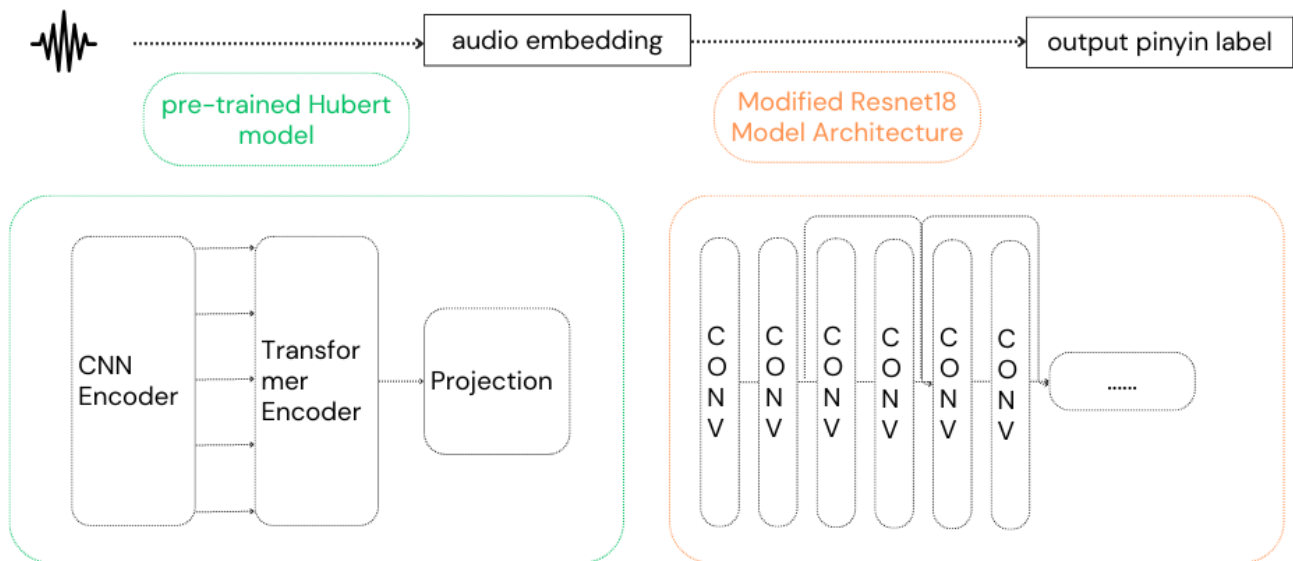 audio embedding
output pinyin label
pre-trained Hubert
model
Modified Resnet18
Model Architecture
CNN
Encoder
Transfor
mer
Encoder
Projection
C
O
N
V
C
O
N
V
C
O
N
V
C
O
N
V
C
O
N
V
C
O
N
V
......